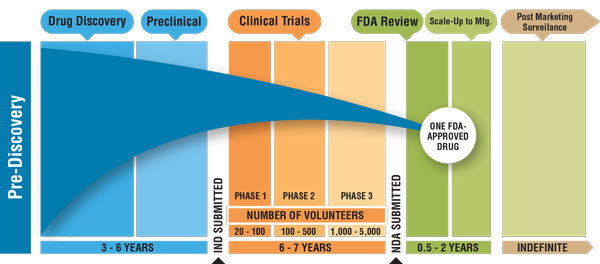 Drug Discovery
Preclinical
Clinical Trials
FDA Review
Scale-Up to Mfg.
Post Marketing
Surveilance
Pre-Discovery
ONE FDA-
APPROVED
DRUG
PHASE 1
PHASE 2
PHASE 3
NUMBER OF VOLUNTEERS
20 - 100
100 - 500
1,000 - 5,000
IND SUBMITTED
NDA SUBMITTED
3 - 6 YEARS
6 - 7 YEARS
0.5 - 2 YEARS
INDEFINITE